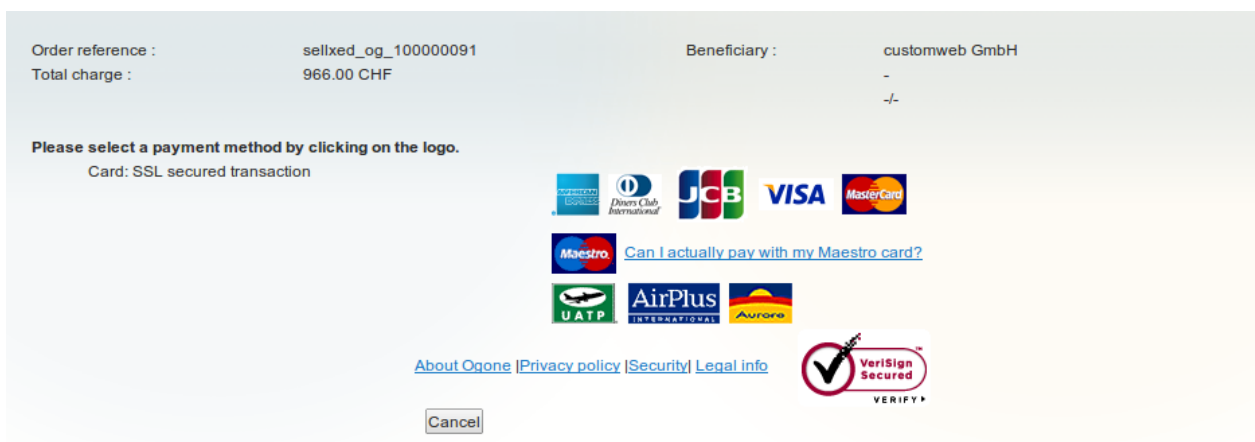 Order reference : sellxed_og_100000091 Beneficiary : customweb GmbH
Total charge : 966.00 CHF -
-/-
Please select a payment method by clicking on the logo.
Card: SSL secured transaction
AMERICAN EXPRESS Diners Club International JCB VISA MasterCard
Maestro Can I actually pay with my Maestro card?
UATP AirPlus INTERNATIONAL Aurore
About Ogone |Privacy policy |Security| Legal info VeriSign Secured
VERIFY
Cancel